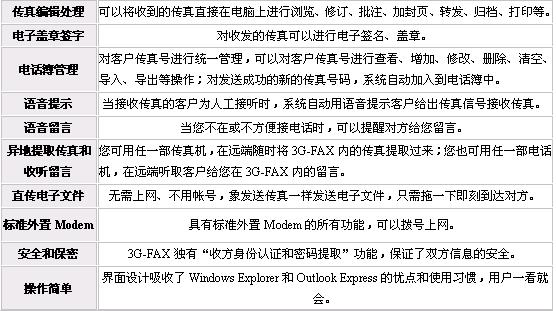 传真编辑处理 可以将收到的传真直接在电脑上进行浏览、修订、批注、加封页、转发、归档、打印等。
电子盖章签字 对收发的传真可以进行电子签名、盖章。
电话簿管理 对客户传真号进行统一管理，可以对客户传真号进行查看、增加、修改、删除、清空、
导入、导出等操作；对发送成功的新的传真号码，系统自动加入到电话簿中。
语音提示 当接收传真的客户为人工接听时，系统自动用语音提示客户给出传真信号接收传真。
语音留言 当您不在或不方便接电话时，可以提醒对方给您留言。
异地提取传真和 您可用任一部传真机，在远端随时将3G-FAX 内的传真提取过来；您也可用任一部电话
收听留言 机，在远端听取客户给您在3G-FAX内的留言。
直传电子文件 无需上网、不用帐号，象发送传真一样发送电子文件，只需拖一下即刻到达对方。
标准外置 Modem 具有标准外置 Modem 的所有功能，可以拨号上网。
安全和保密 3G-FAX 独有“收方身份认证和密码提取”功能，保证了双方信息的安全。
操作简单 界面设计吸收了 Windows Explorer 和 Outlook Express 的优点和使用习惯，用户一看就
会。